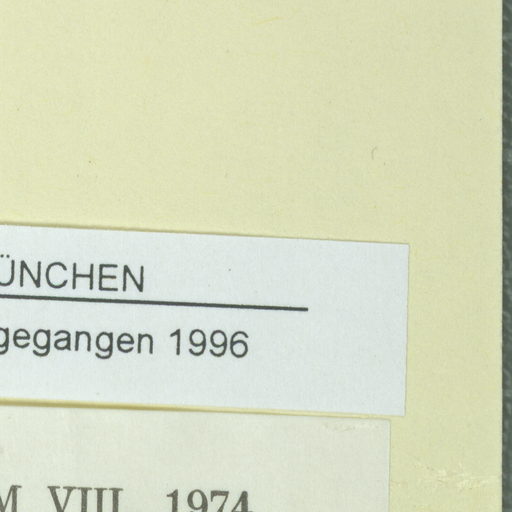 ÜNCHEN
gegangen 1996
M VIII. 1974